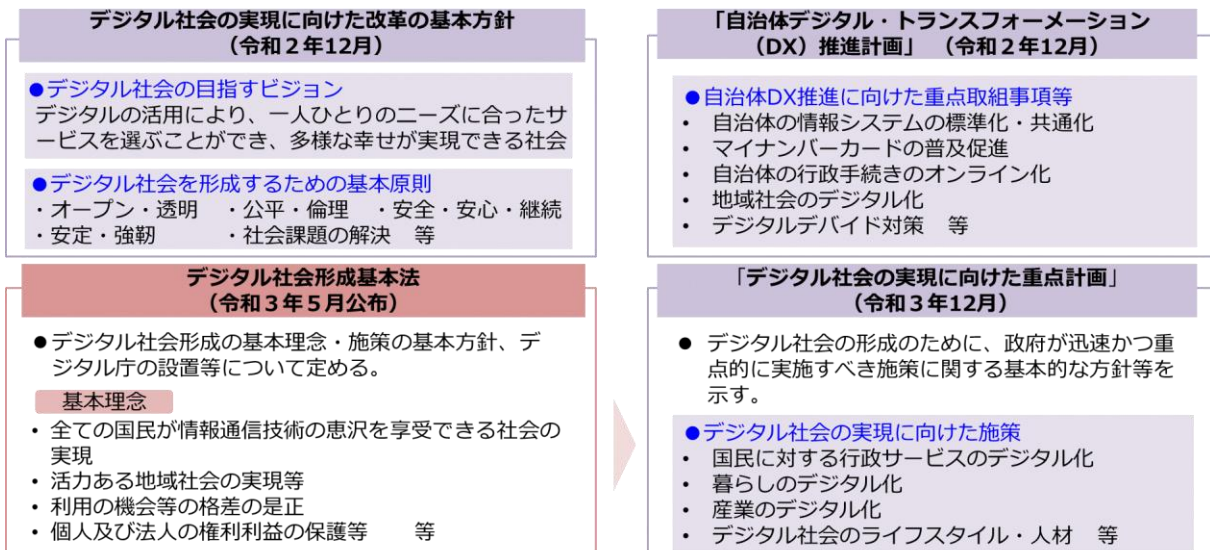 デジタル社会の実現に向けた改革の基本方針
（令和２年12月）
●デジタル社会の目指すビジョン
デジタルの活用により、一人ひとりのニーズに合ったサ
ービスを選ぶことができ、多様な幸せが実現できる社会
●デジタル社会を形成するための基本原則
・オープン・透明　・公平・倫理　・安全・安心・継続
・安定・強靭　・社会課題の解決　等
「自治体デジタル・トランスフォーメーション
（DX）推進計画」　（令和２年12月）
●自治体DX推進に向けた重点取組事項等
• 自治体の情報システムの標準化・共通化
• マイナンバーカードの普及促進
• 自治体の行政手続きのオンライン化
• 地域社会のデジタル化
• デジタルデバイド対策　等
デジタル社会形成基本法
（令和３年５月公布）
●デジタル社会形成の基本理念・施策の基本方針、デ
ジタル庁の設置等について定める。
基本理念
• 全ての国民が情報通信技術の恵沢を享受できる社会の
実現
• 活力ある地域社会の実現等
• 利用の機会等の格差の是正
• 個人及び法人の権利利益の保護等　　等
「デジタル社会の実現に向けた重点計画」
（令和３年12月）
● デジタル社会の形成のために、政府が迅速かつ重
点的に実施すべき施策に関する基本的な方針等を
示す。
●デジタル社会の実現に向けた施策
• 国民に対する行政サービスのデジタル化
• 暮らしのデジタル化
• 産業のデジタル化
• デジタル社会のライフスタイル・人材　等